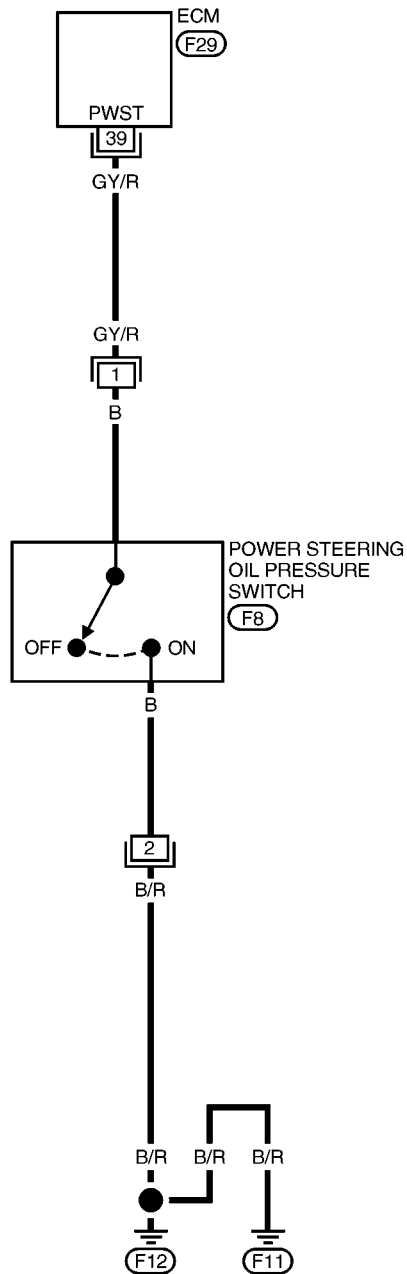 ECM
F29
PWST
39
GY/R
GY/R
1
B
POWER STEERING
OIL PRESSURE
SWITCH
F8
OFF
ON
B
2
B/R
B/R B/R B/R
F12 F11